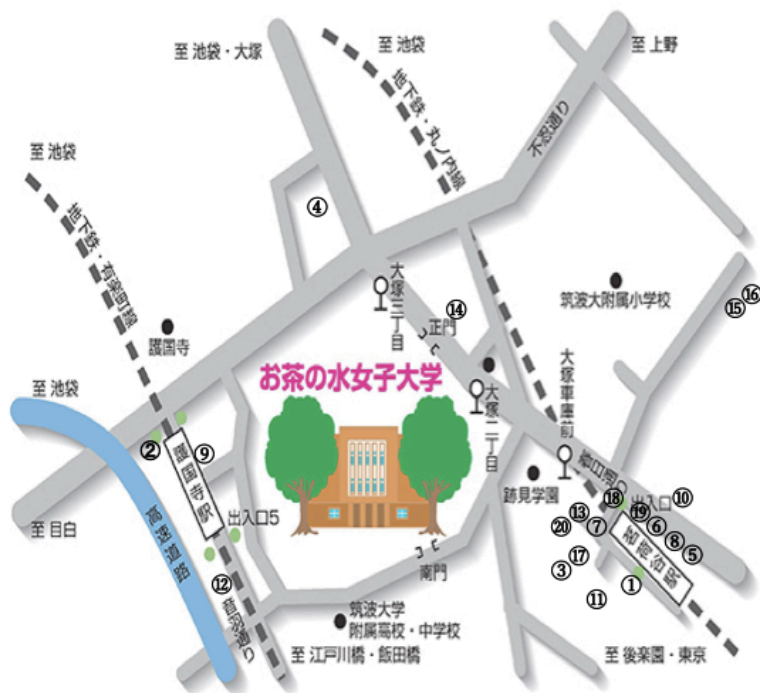 至 池袋・大塚
至 池袋
至 上野
地下鉄・丸ノ内線
不忍通り
至 池袋
地下鉄・有楽町線
④
大塚三丁目
⑭
正門
筑波大附属小学校
⑯
⑮
護国寺
お茶の水女子大学
大塚二丁目
大塚車庫前
至 池袋
②
⑨
護国寺駅
跡見学園
春日通り
出入口
⑩
⑱
⑲
⑬
⑳
⑦
⑥
⑧
⑤
茗荷谷駅
至 目白
高速道路
出入口5
南門
⑰
③
①
⑪
⑫
音羽通り
筑波大学
附属高校・中学校
至 江戸川橋・飯田橋
至 後楽園・東京